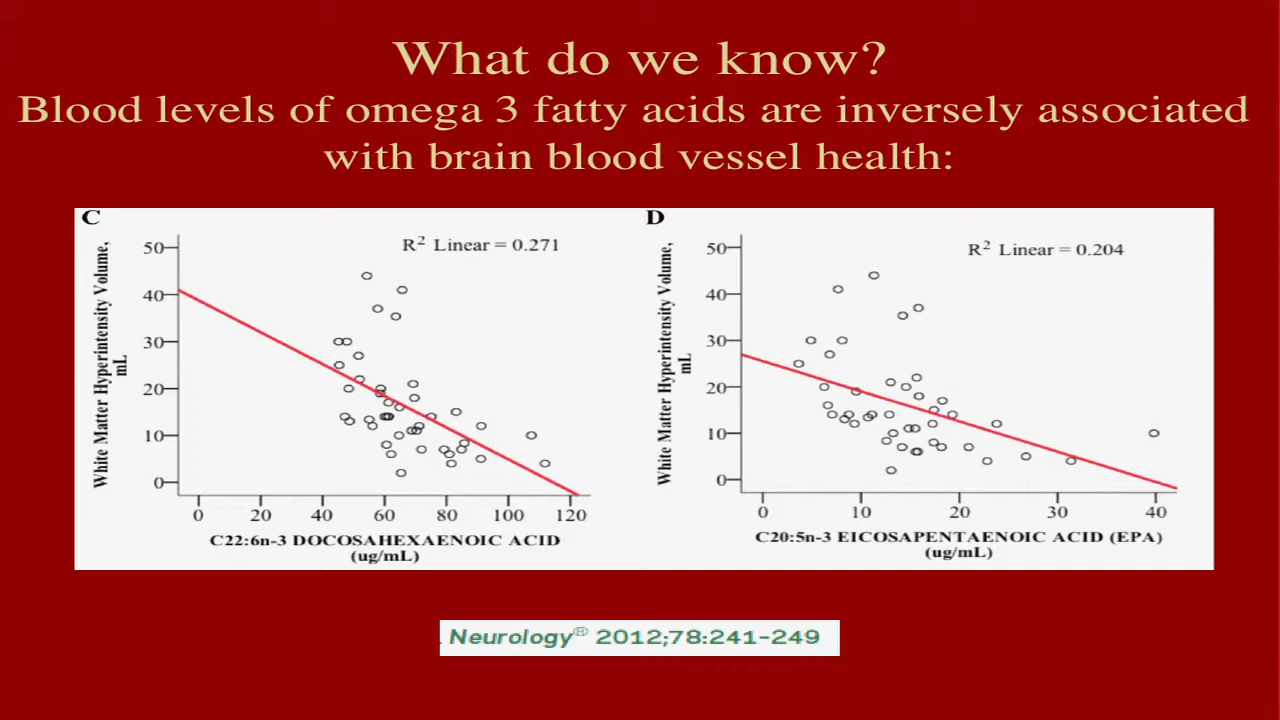 What do we know?
Blood levels of omega 3 fatty acids are inversely associated
with brain blood vessel health:
C
R² Linear = 0.271
White Matter Hyperintensity Volume,
mL
50
40
30
20
10
0
0 20 40 60 80 100 120
C22:6n-3 DOCOSAHEXAENOIC ACID
(ug/mL)
D
R² Linear = 0.204
White Matter Hyperintensity Volume,
mL
50
40
30
20
10
0
0 10 20 30 40
C20:5n-3 EICOSAPENTAENOIC ACID (EPA)
(ug/mL)
Neurology® 2012;78:241–249